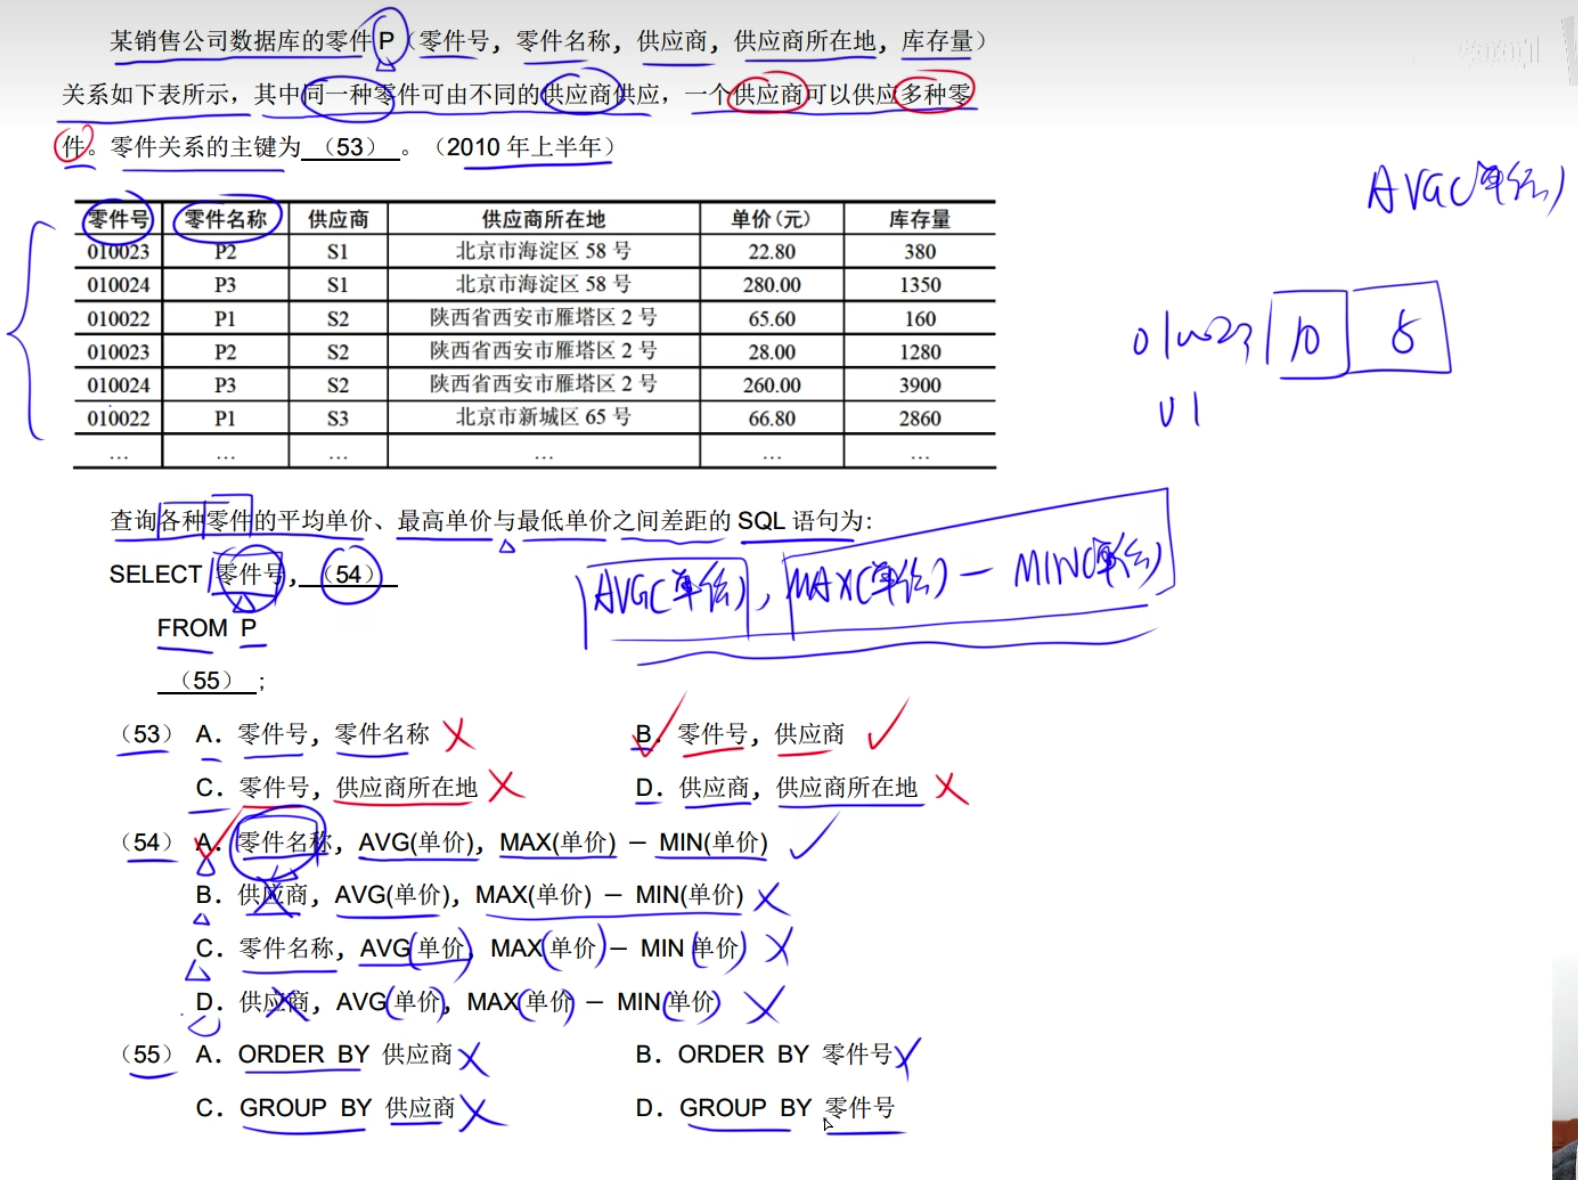 某销售公司数据库的零件 P（零件号，零件名称，供应商，供应商所在地，库存量）
关系如下表所示，其中同一种零件可由不同的供应商供应，一个供应商可以供应多种零
件。零件关系的主键为（53）。（2010 年上半年）
AVG(单价)
零件号 零件名称 供应商 供应商所在地 单价(元) 库存量
010023 P2 S1 北京市海淀区 58 号 22.80 380
010024 P3 S1 北京市海淀区 58 号 280.00 1350
010022 P1 S2 陕西省西安市雁塔区 2 号 65.60 160
010023 P2 S2 陕西省西安市雁塔区 2 号 28.00 1280
010024 P3 S2 陕西省西安市雁塔区 2 号 260.00 3900
010022 P1 S3 北京市新城区 65 号 66.80 2860
… … … … … …
010023 10 5
查询各种零件的平均单价、最高单价与最低单价之间差距的 SQL 语句为:
SELECT 零件号，（54）
AVG(单价), MAX(单价) - MIN(单价)
FROM P
（55）;
（53） A. 零件号，零件名称 B. 零件号，供应商
C. 零件号，供应商所在地 D. 供应商，供应商所在地
（54） A. 零件名称，AVG(单价)，MAX(单价) － MIN(单价)
B. 供应商，AVG(单价)，MAX(单价) － MIN(单价)
C. 零件名称，AVG 单价，MAX 单价 － MIN 单价
D. 供应商，AVG 单价，MAX 单价 － MIN 单价
（55） A. ORDER BY 供应商 B. ORDER BY 零件号
C. GROUP BY 供应商 D. GROUP BY 零件号